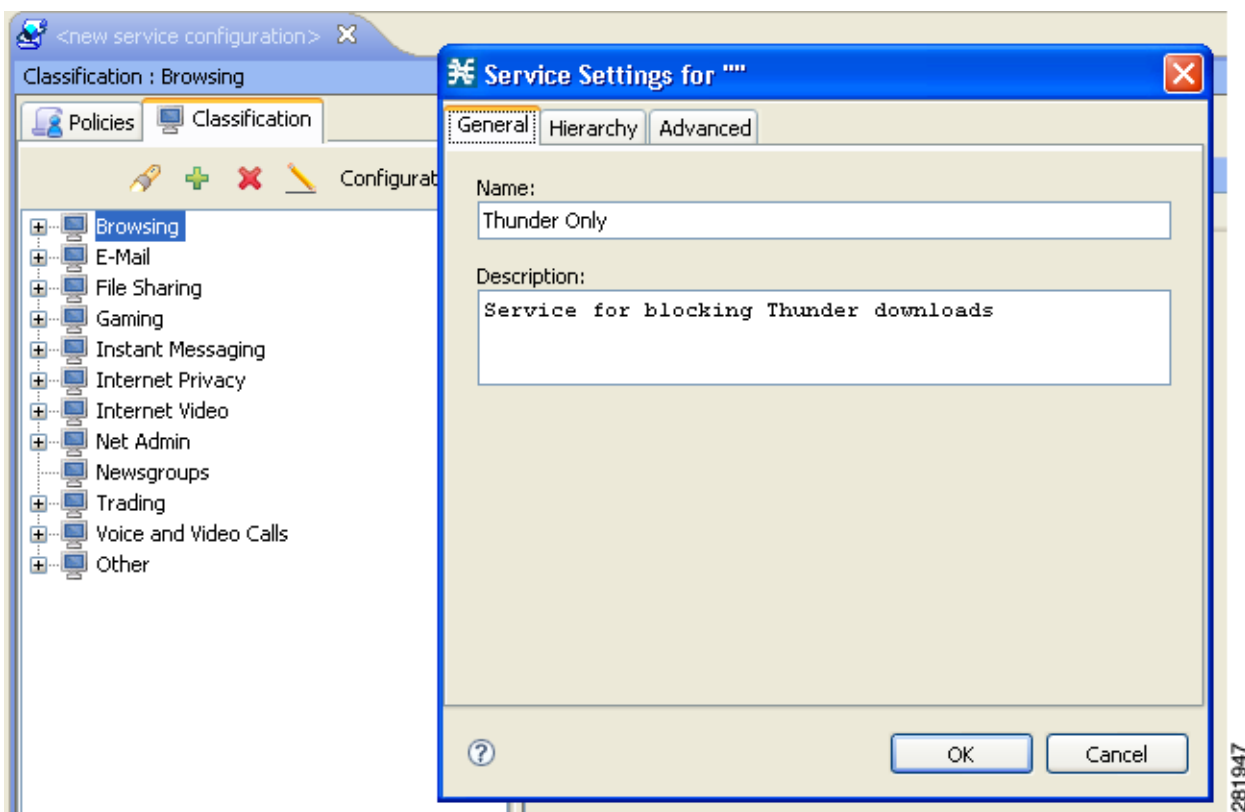 <new service configuration>
Classification : Browsing
Policies
Classification
Configurat
Browsing
E-Mail
File Sharing
Gaming
Instant Messaging
Internet Privacy
Internet Video
Net Admin
Newsgroups
Trading
Voice and Video Calls
Other
Service Settings for ""
General
Hierarchy
Advanced
Name:
Thunder Only
Description:
Service for blocking Thunder downloads
?
OK
Cancel
281947